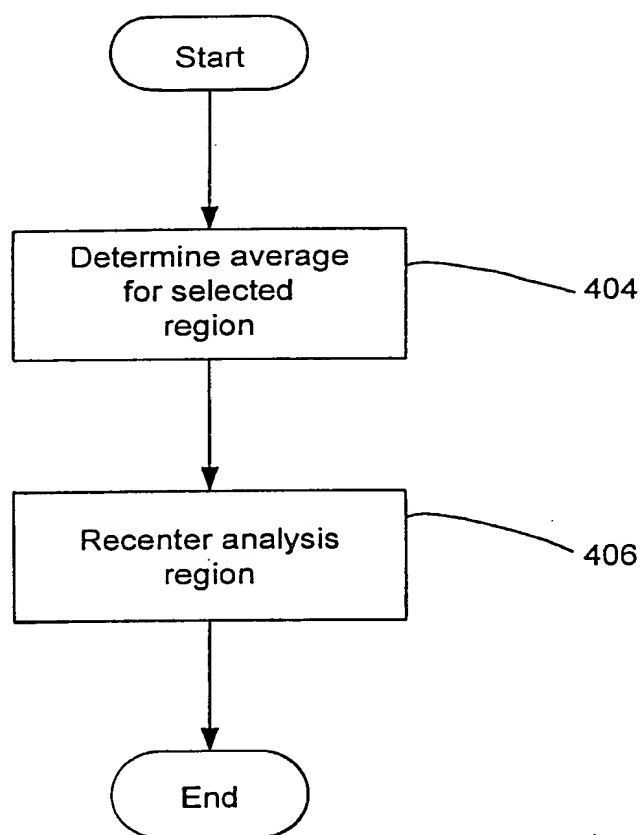 Start
Determine average
for selected
region
404
Recenter analysis
region
406
End